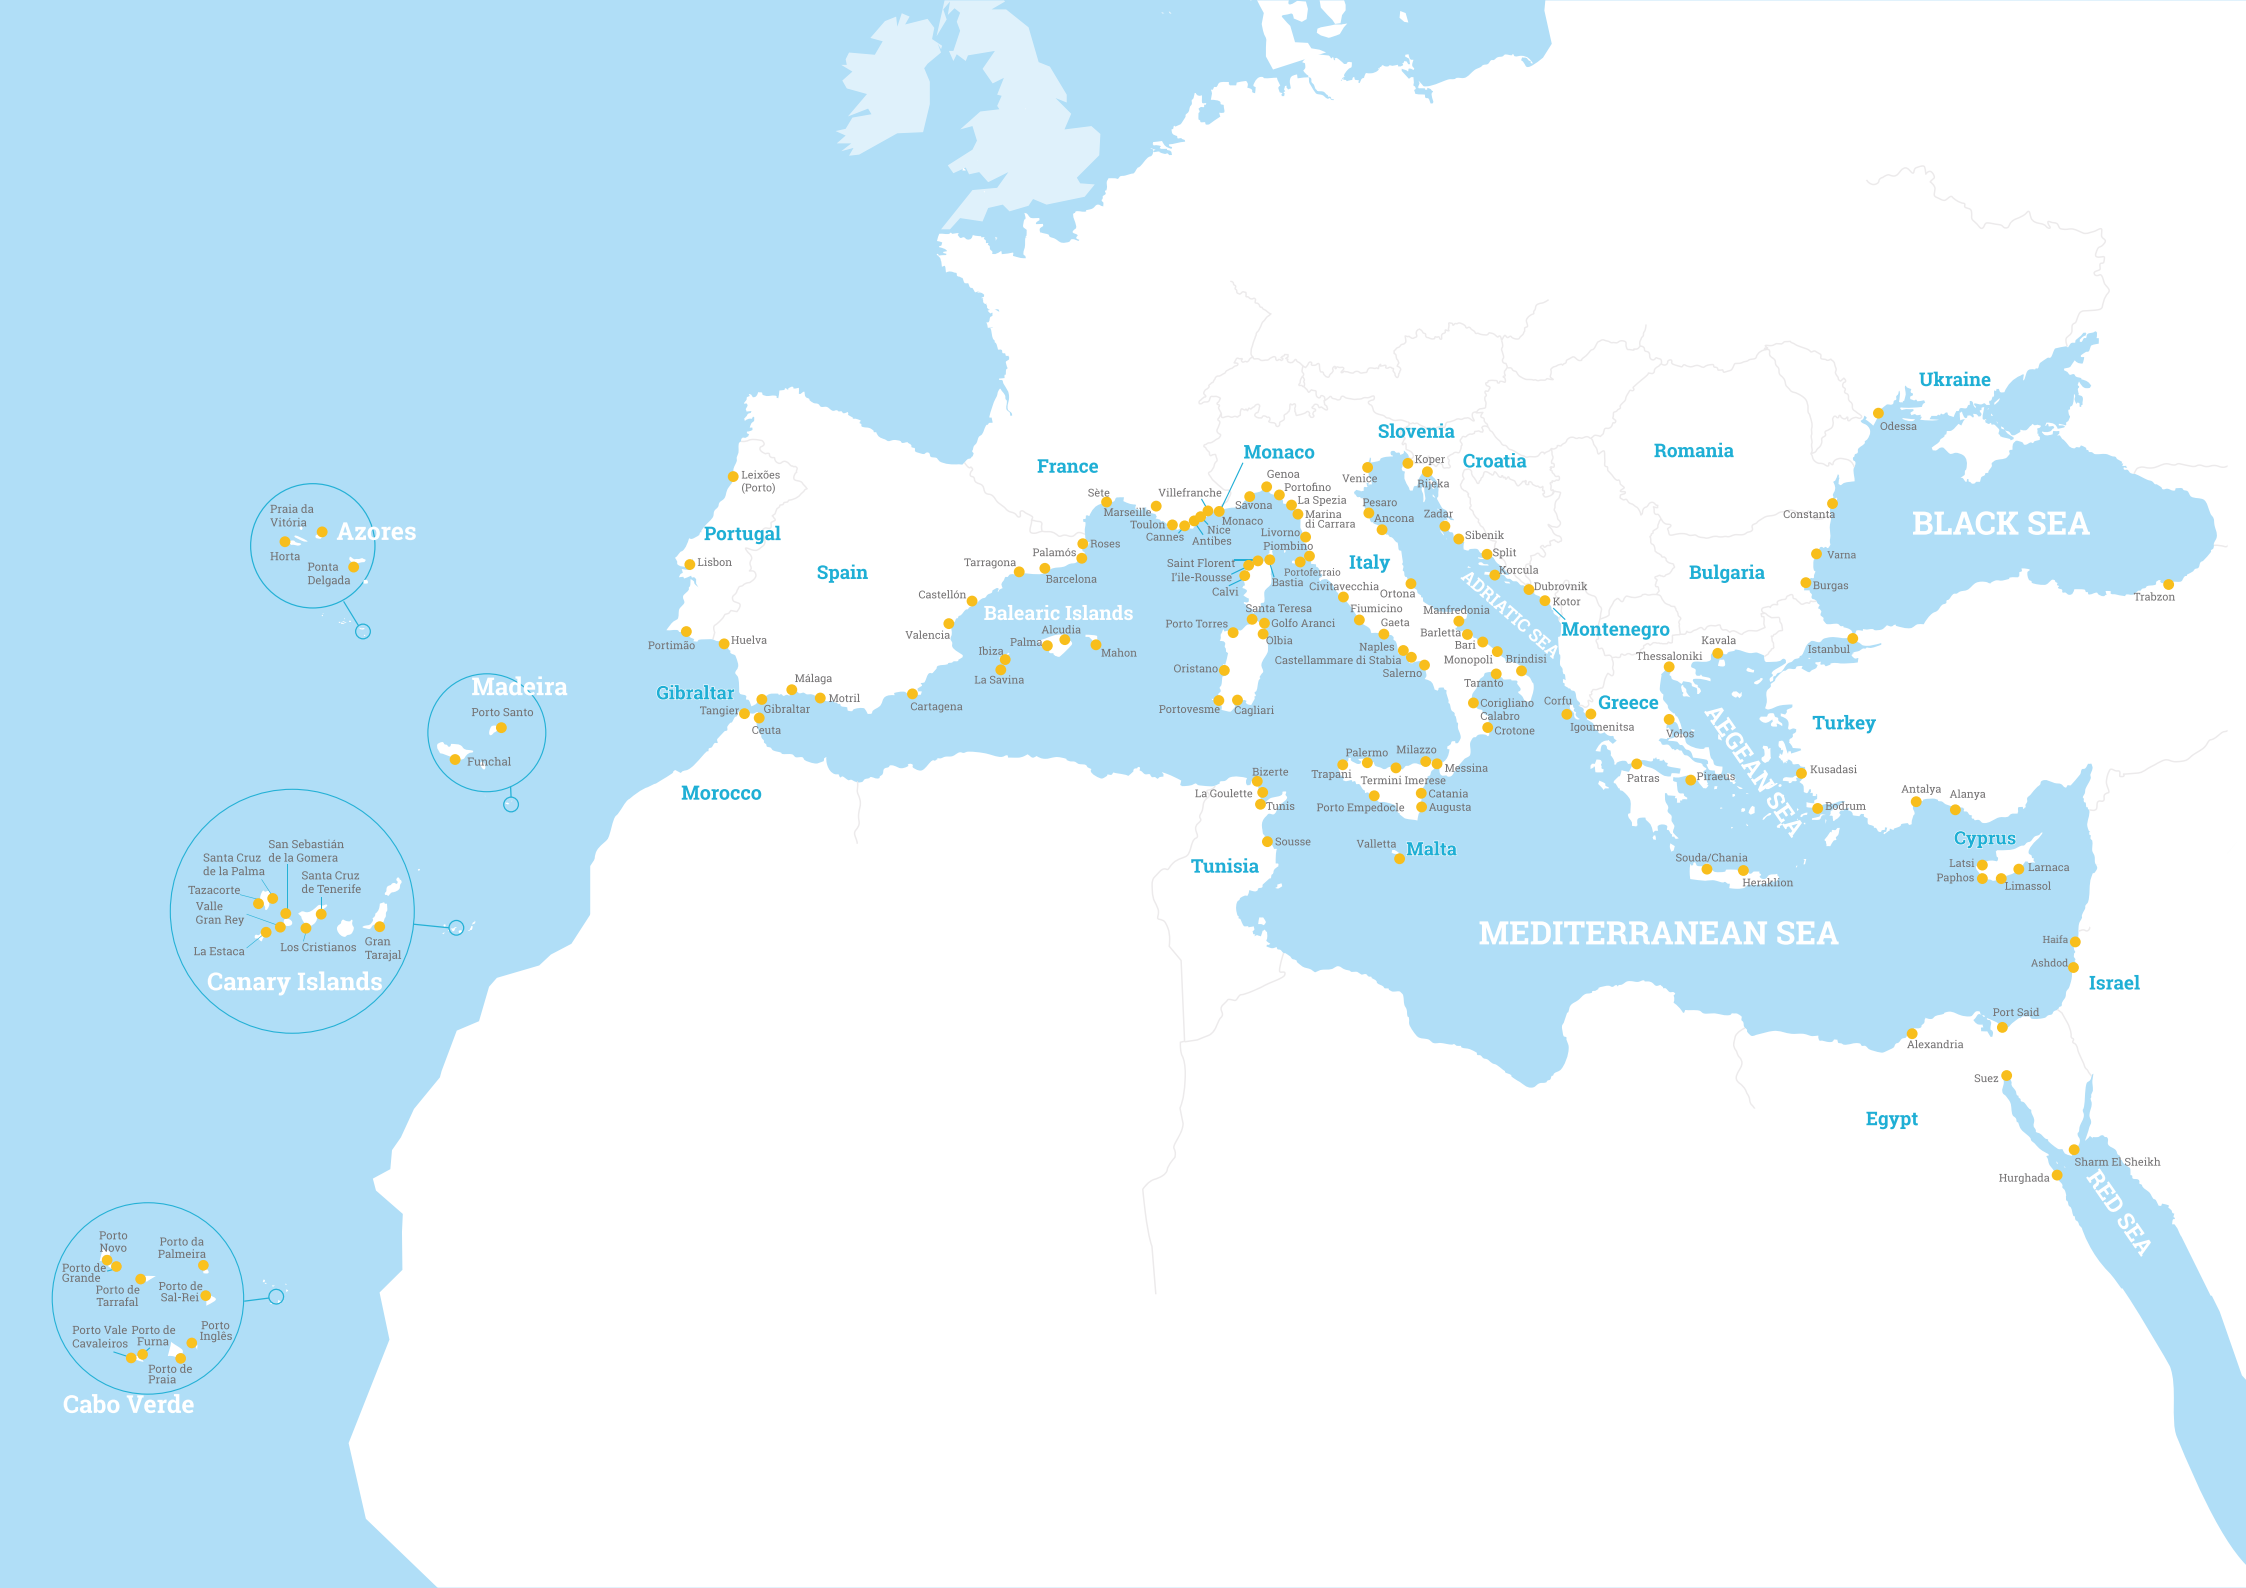 Ukraine
Odessa
Slovenia
Monaco
Croatia
Romania
France
Koper
Rijeka
Venice
Genoa
Portofino
La Spezia
Marina
di Carrara
Savona
Villefranche
Sète
Marseille
Toulon
Cannes
Nice
Antibes
Monaco
Livorno
Piombino
Portoferraio
Pesaro
Ancona
Zadar
Sibenik
Split
Korcula
Dubrovnik
Kotor
Constanta
BLACK SEA
Leixões
(Porto)
Portugal
Praia da
Vitória
Azores
Horta
Ponta
Delgada
Lisbon
Spain
Roses
Palamós
Tarragona
Barcelona
Saint Florent
l'ile-Rousse
Calvi
Bastia
Italy
Civitavecchia
Ortona
ADRIATIC SEA
Bulgaria
Varna
Burgas
Trabzon
Castellón
Balearic Islands
Valencia
Alcudia
Palma
Mahon
Ibiza
La Savina
Santa Teresa
Porto Torres
Golfo Aranci
Olbia
Fiumicino
Gaeta
Manfredonia
Barletta
Bari
Naples
Castellammare di Stabia
Salerno
Monopoli
Brindisi
Taranto
Montenegro
Kavala
Thessaloniki
Istanbul
Portimão
Huelva
Oristano
Portovesme
Cagliari
Madeira
Porto Santo
Funchal
Gibraltar
Málaga
Motril
Tangier
Gibraltar
Ceuta
Cartagena
Corigliano
Calabro
Crotone
Corfu
Greece
Igoumenitsa
Volos
AEGEAN SEA
Turkey
Palermo
Milazzo
Trapani
Messina
Termini Imerese
Catania
Porto Empedocle
Augusta
Patras
Piraeus
Kusadasi
Bodrum
Antalya
Alanya
Morocco
Bizerte
La Goulette
Tunis
Sousse
Tunisia
Valletta
Malta
Souda/Chania
Heraklion
Cyprus
Latsi
Paphos
Larnaca
Limassol
San Sebastián
de la Gomera
Santa Cruz
de la Palma
Santa Cruz
de Tenerife
Tazacorte
Valle
Gran Rey
La Estaca
Los Cristianos
Gran
Tarajal
Canary Islands
MEDITERRANEAN SEA
Haifa
Ashdod
Israel
Port Said
Alexandria
Suez
Egypt
Sharm El Sheikh
Hurghada
RED SEA
Porto
Novo
Porto da
Palmeira
Porto de
Grande
Porto de
Tarrafal
Porto de
Sal-Rei
Porto Vale
Cavaleiros
Porto de
Furna
Porto
Inglês
Porto de
Praia
Cabo Verde